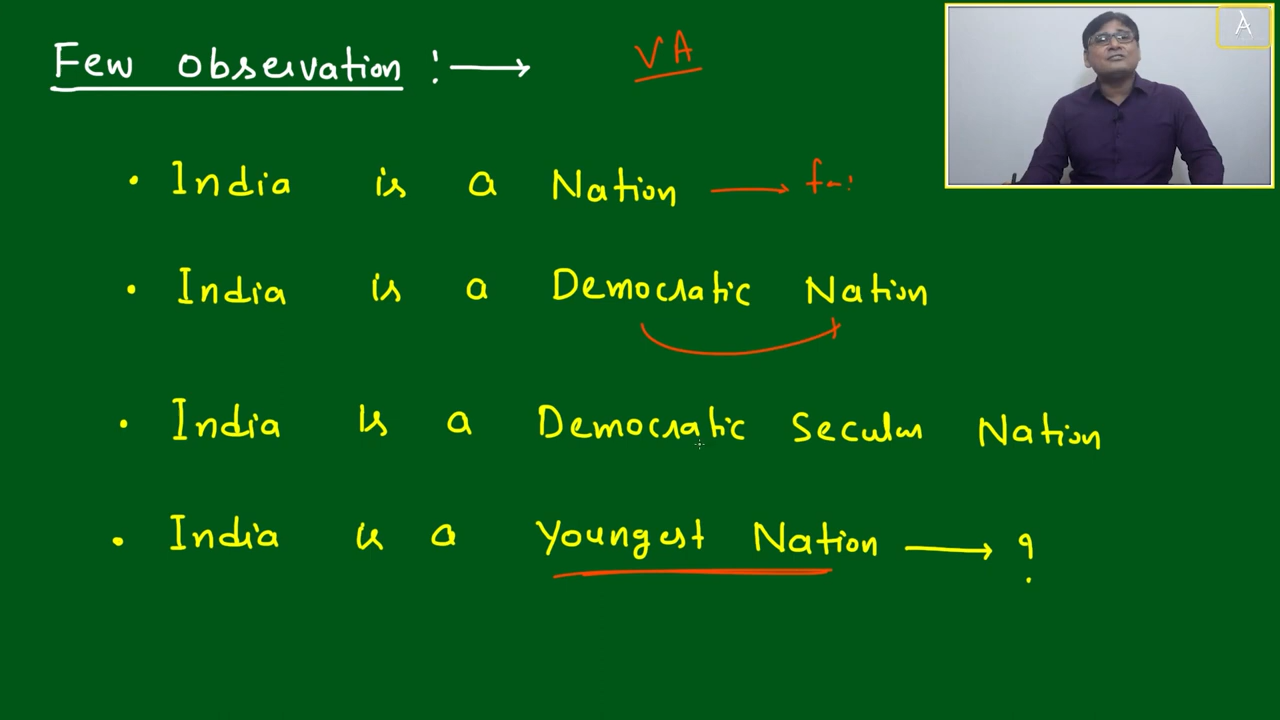 Few observation : → VA
• India is a Nation →
• India is a Democratic Nation
• India is a Democratic Secular Nation
• India is a Youngest Nation → ?